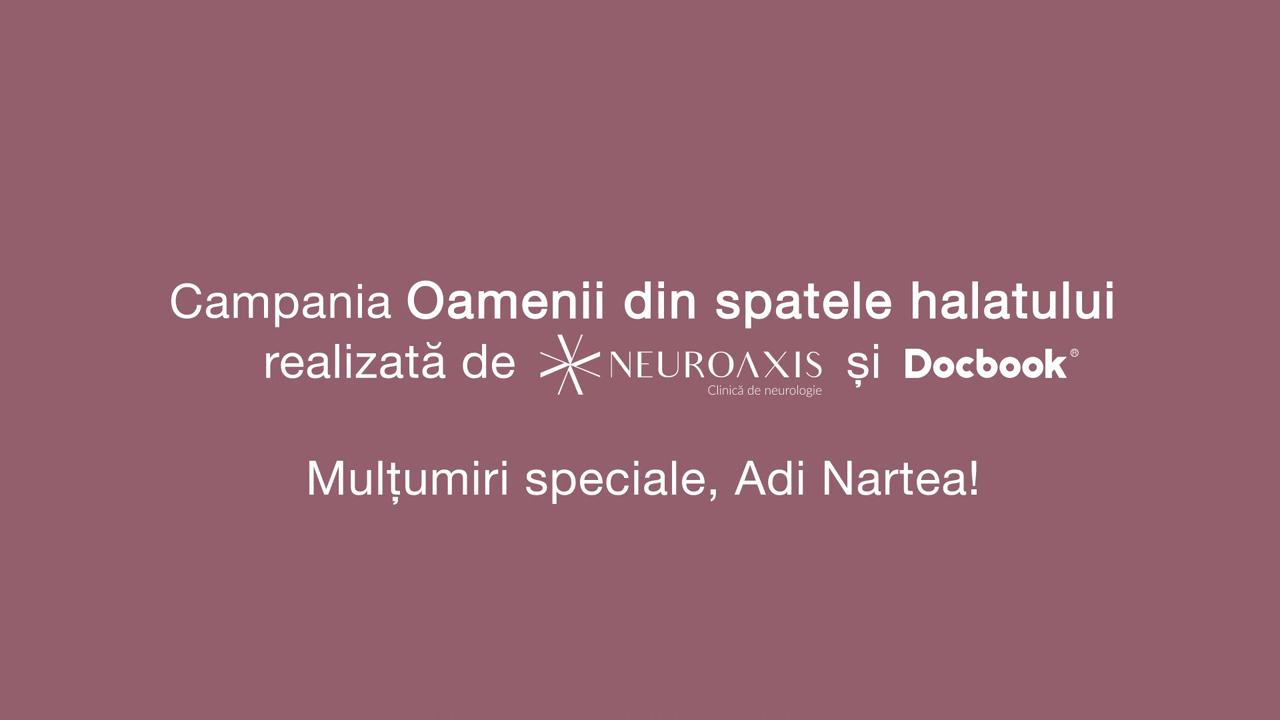 Campania Oamenii din spatele halatului
realizată de NEUROAXIS și Docbook®
Clinică de neurologie
Mulțumiri speciale, Adi Nartea!